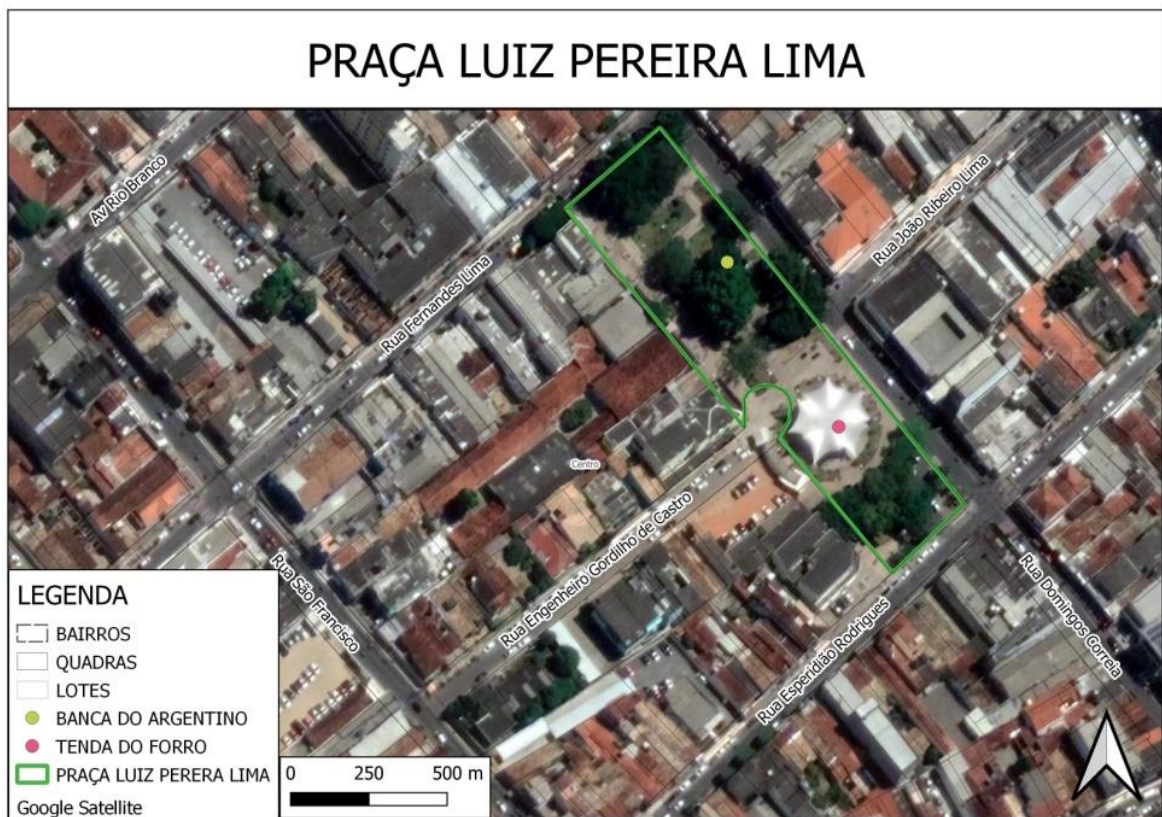 PRAÇA LUIZ PEREIRA LIMA
Av Rio Branco
Rua João Ribeiro Lima
Rua Fernandes Lima
Centro
Rua Engenheiro Gordilho de Castro
Rua São Francisco
Rua Domingos Correia
Rua Esperidião Rodrigues
LEGENDA
BAIRROS
QUADRAS
LOTES
BANCA DO ARGENTINO
TENDA DO FORRO
PRAÇA LUIZ PERERA LIMA
Google Satellite
0 250 500 m